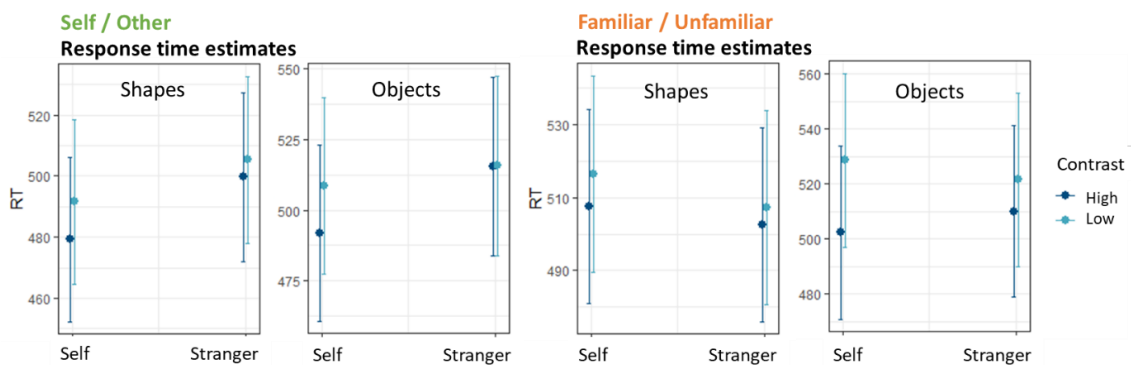 Self / Other
Response time estimates
Shapes
Objects
RT
520
500
480
460
550
525
500
475
Self
Stranger
Self
Stranger
Familiar / Unfamiliar
Response time estimates
Shapes
Objects
RT
530
510
490
560
540
520
500
480
Self
Stranger
Self
Stranger
Contrast
High
Low